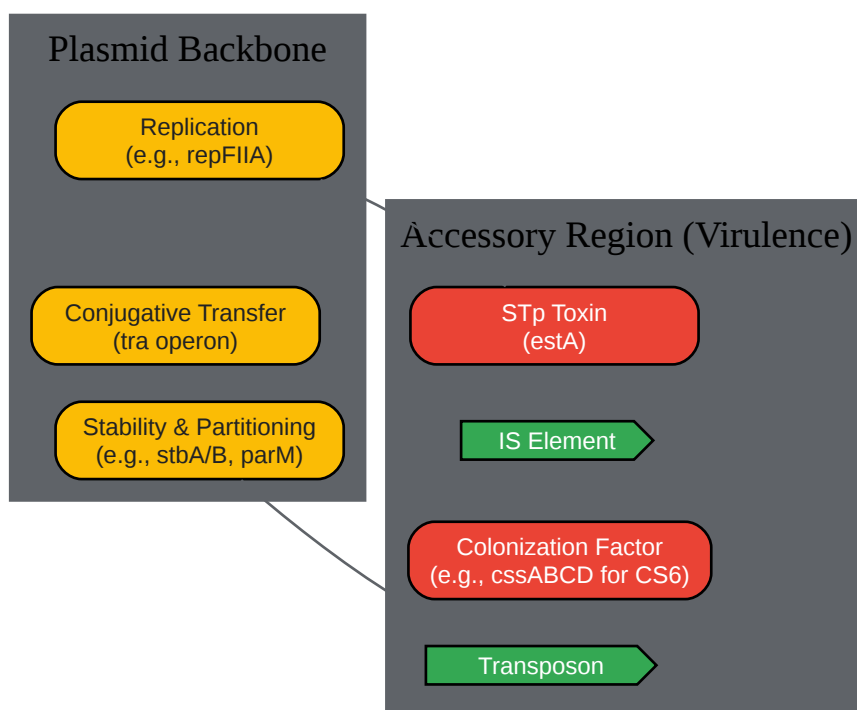 Plasmid Backbone
Replication
(e.g., repFIIA)
Conjugative Transfer
(tra operon)
Stability & Partitioning
(e.g., stbA/B, parM)
Accessory Region (Virulence)
STp Toxin
(estA)
IS Element
Colonization Factor
(e.g., cssABCD for CS6)
Transposon